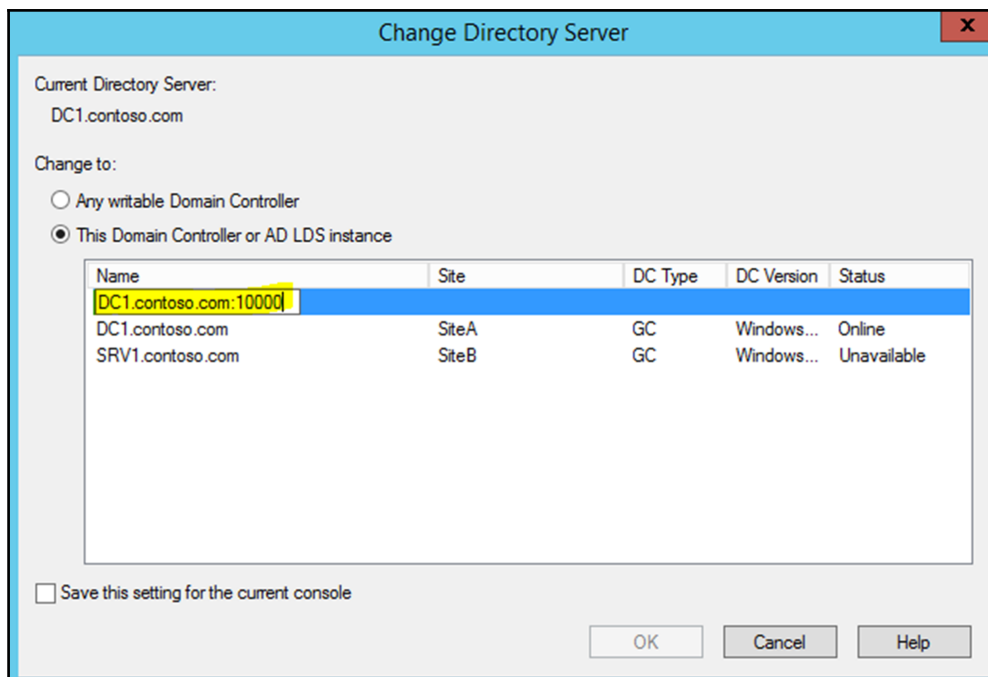 Change Directory Server
x
Current Directory Server:
DC1.contoso.com
Change to:
Any writable Domain Controller
This Domain Controller or AD LDS instance
Name Site DC Type DC Version Status
DC1.contoso.com:10000
DC1.contoso.com SiteA GC Windows... Online
SRV1.contoso.com SiteB GC Windows... Unavailable
Save this setting for the current console
OK Cancel Help